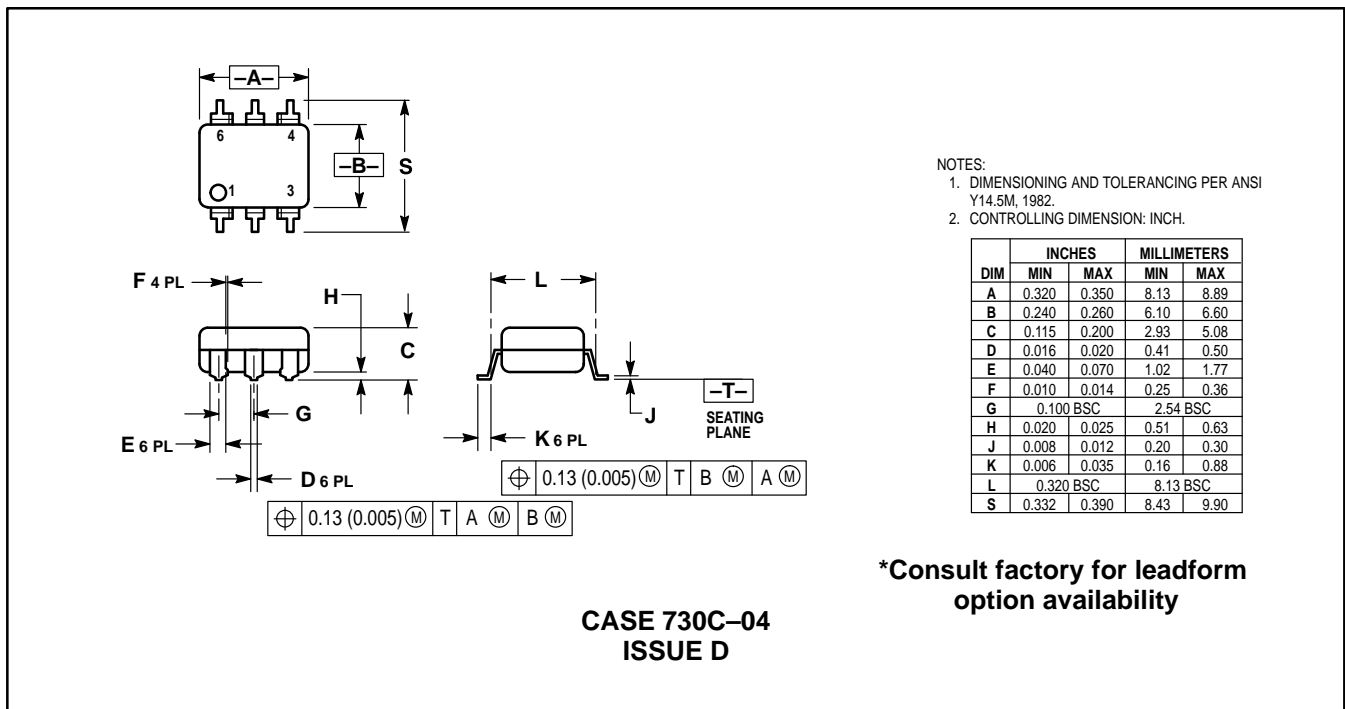 –A–
6 4
–B–
S
1 3
F 4 PL
H
L
C
G
J
–T–
SEATING
PLANE
E 6 PL
K 6 PL
D 6 PL
⌖ 0.13 (0.005) Ⓜ T B Ⓜ A Ⓜ
⌖ 0.13 (0.005) Ⓜ T A Ⓜ B Ⓜ
NOTES:
1. DIMENSIONING AND TOLERANCING PER ANSI
Y14.5M, 1982.
2. CONTROLLING DIMENSION: INCH.
INCHES MILLIMETERS
DIM MIN MAX MIN MAX
A 0.320 0.350 8.13 8.89
B 0.240 0.260 6.10 6.60
C 0.115 0.200 2.93 5.08
D 0.016 0.020 0.41 0.50
E 0.040 0.070 1.02 1.77
F 0.010 0.014 0.25 0.36
G 0.100 BSC 2.54 BSC
H 0.020 0.025 0.51 0.63
J 0.008 0.012 0.20 0.30
K 0.006 0.035 0.16 0.88
L 0.320 BSC 8.13 BSC
S 0.332 0.390 8.43 9.90
*Consult factory for leadform
option availability
CASE 730C–04
ISSUE D